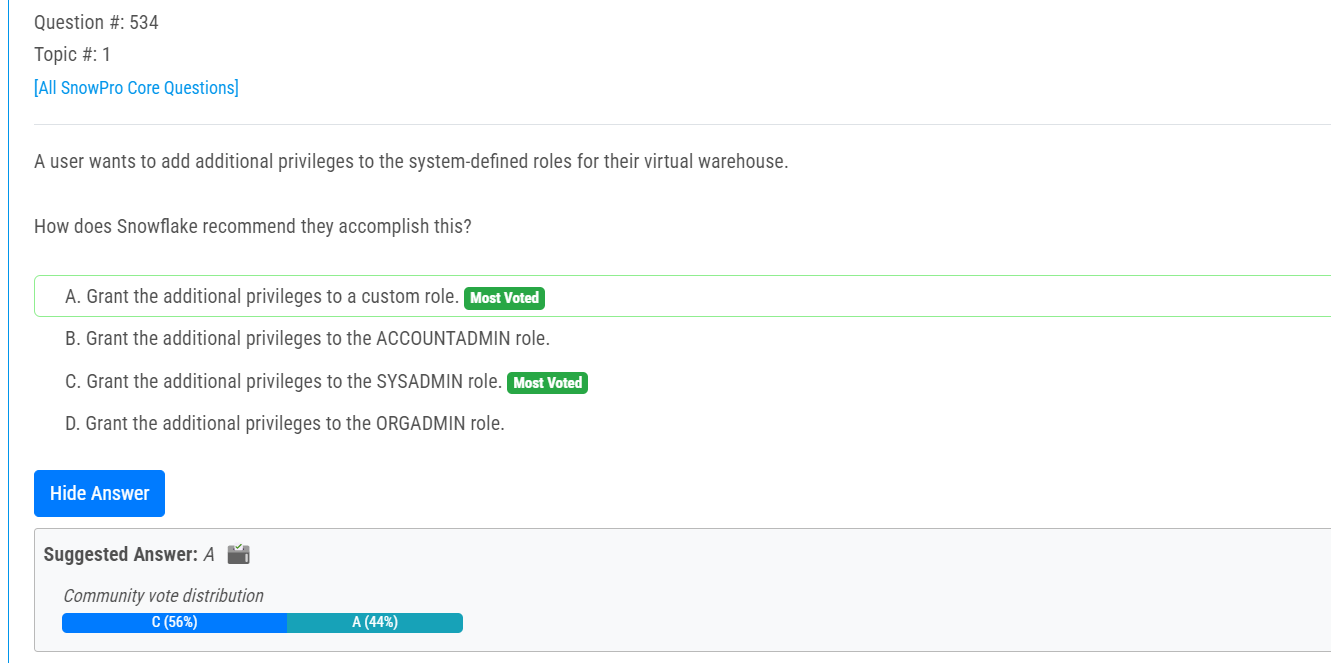 Question #: 534
Topic #: 1
[All SnowPro Core Questions]
A user wants to add additional privileges to the system-defined roles for their virtual warehouse.
How does Snowflake recommend they accomplish this?
A. Grant the additional privileges to a custom role. Most Voted
B. Grant the additional privileges to the ACCOUNTADMIN role.
C. Grant the additional privileges to the SYSADMIN role. Most Voted
D. Grant the additional privileges to the ORGADMIN role.
Hide Answer
Suggested Answer: A
Community vote distribution
C (56%) A (44%)